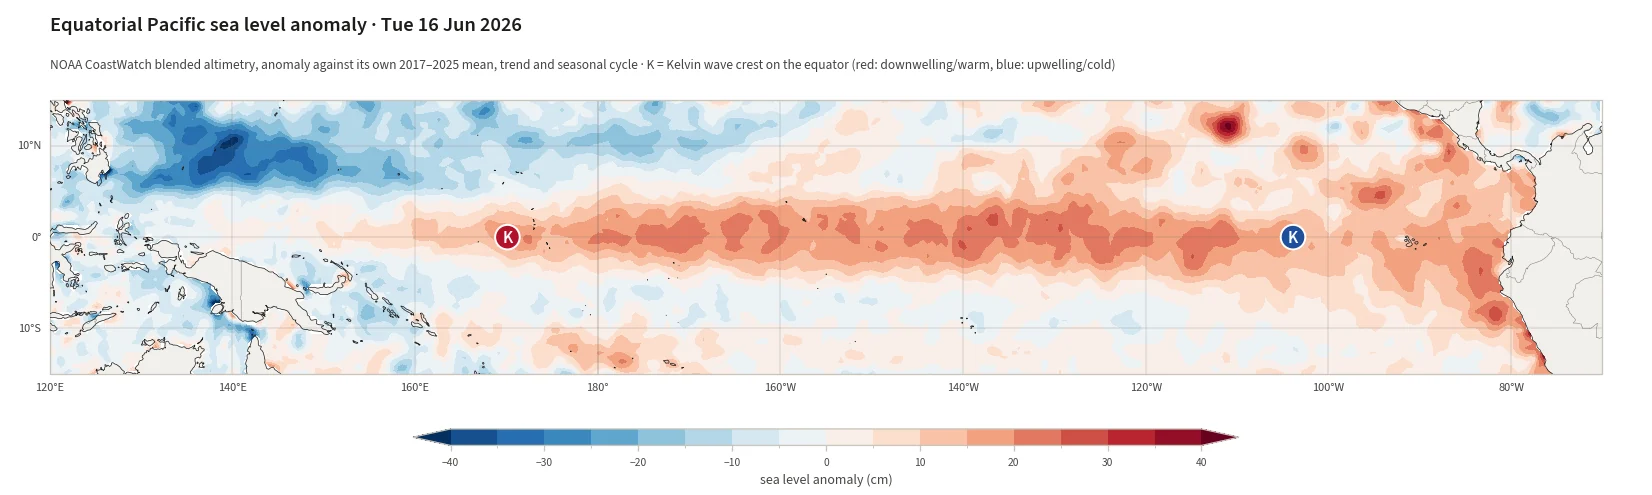 Equatorial Pacific sea level anomaly · Tue 16 Jun 2026
NOAA CoastWatch blended altimetry, anomaly against its own 2017–2025 mean, trend and seasonal cycle · K = Kelvin wave crest on the equator (red: downwelling/warm, blue: upwelling/cold)
10°N
0°
K
K
10°S
120°E 140°E 160°E 180° 160°W 140°W 120°W 100°W 80°W
−40 −30 −20 −10 0 10 20 30 40
sea level anomaly (cm)